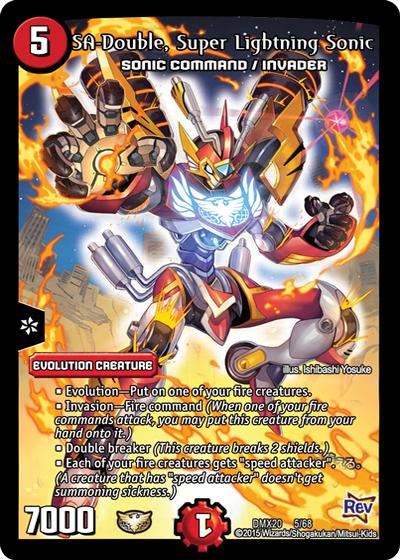 5
SA-Double, Super Lightning Sonic
SONIC COMMAND / INVADER
illus. Ishibashi Yosuke
EVOLUTION CREATURE
▪ Evolution—Put on one of your fire creatures.
▪ Invasion—Fire command (When one of your fire
commands attack, you may put this creature from your
hand onto it.)
▪ Double breaker (This creature breaks 2 shields.)
▪ Each of your fire creatures gets "speed attacker".
(A creature that has "speed attacker" doesn't get
summoning sickness.)
7000
1
DMX20 5/68
©2015 Wizards/Shogakukan/Mitsui-Kids
Rev